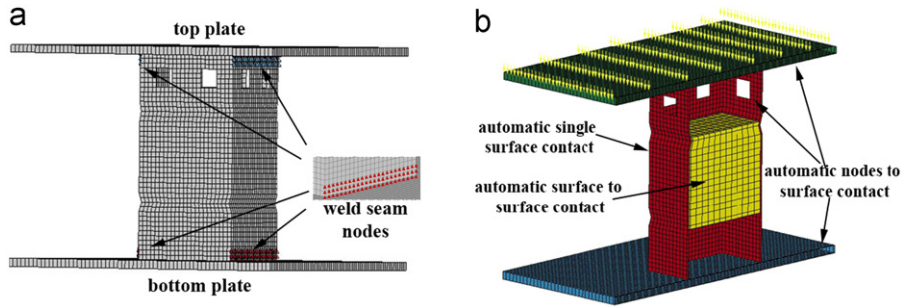 a
top plate
weld seam
nodes
bottom plate
b
automatic single
surface contact
automatic surface to
surface contact
automatic nodes to
surface contact